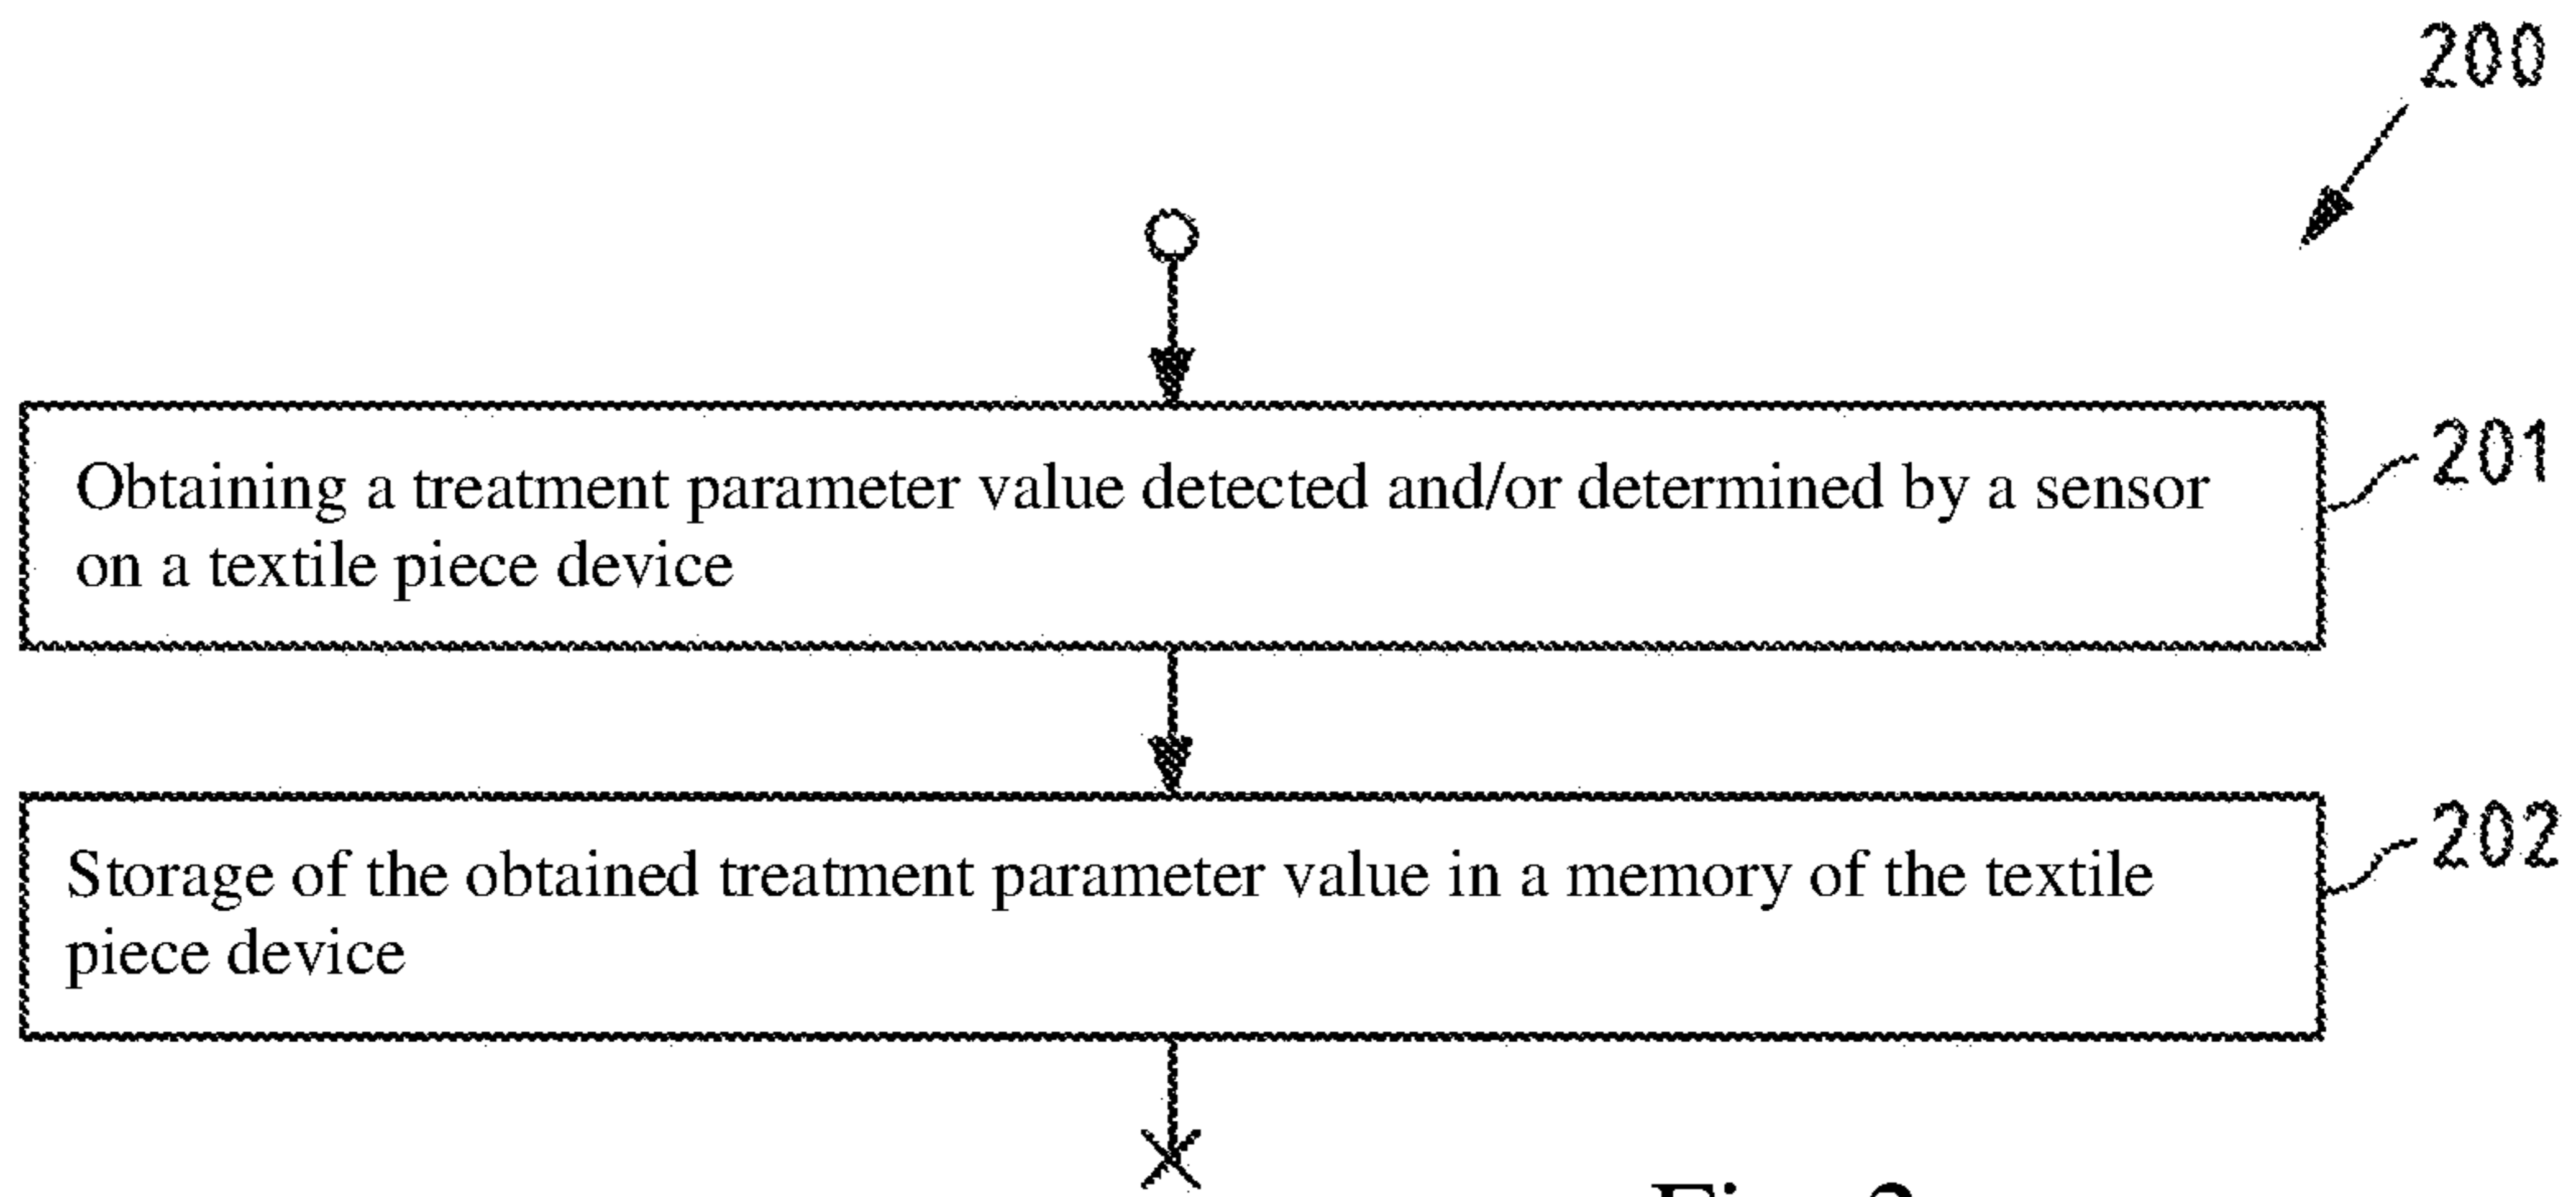 200
Obtaining a treatment parameter value detected and/or determined by a sensor
on a textile piece device
201
Storage of the obtained treatment parameter value in a memory of the textile
piece device
202